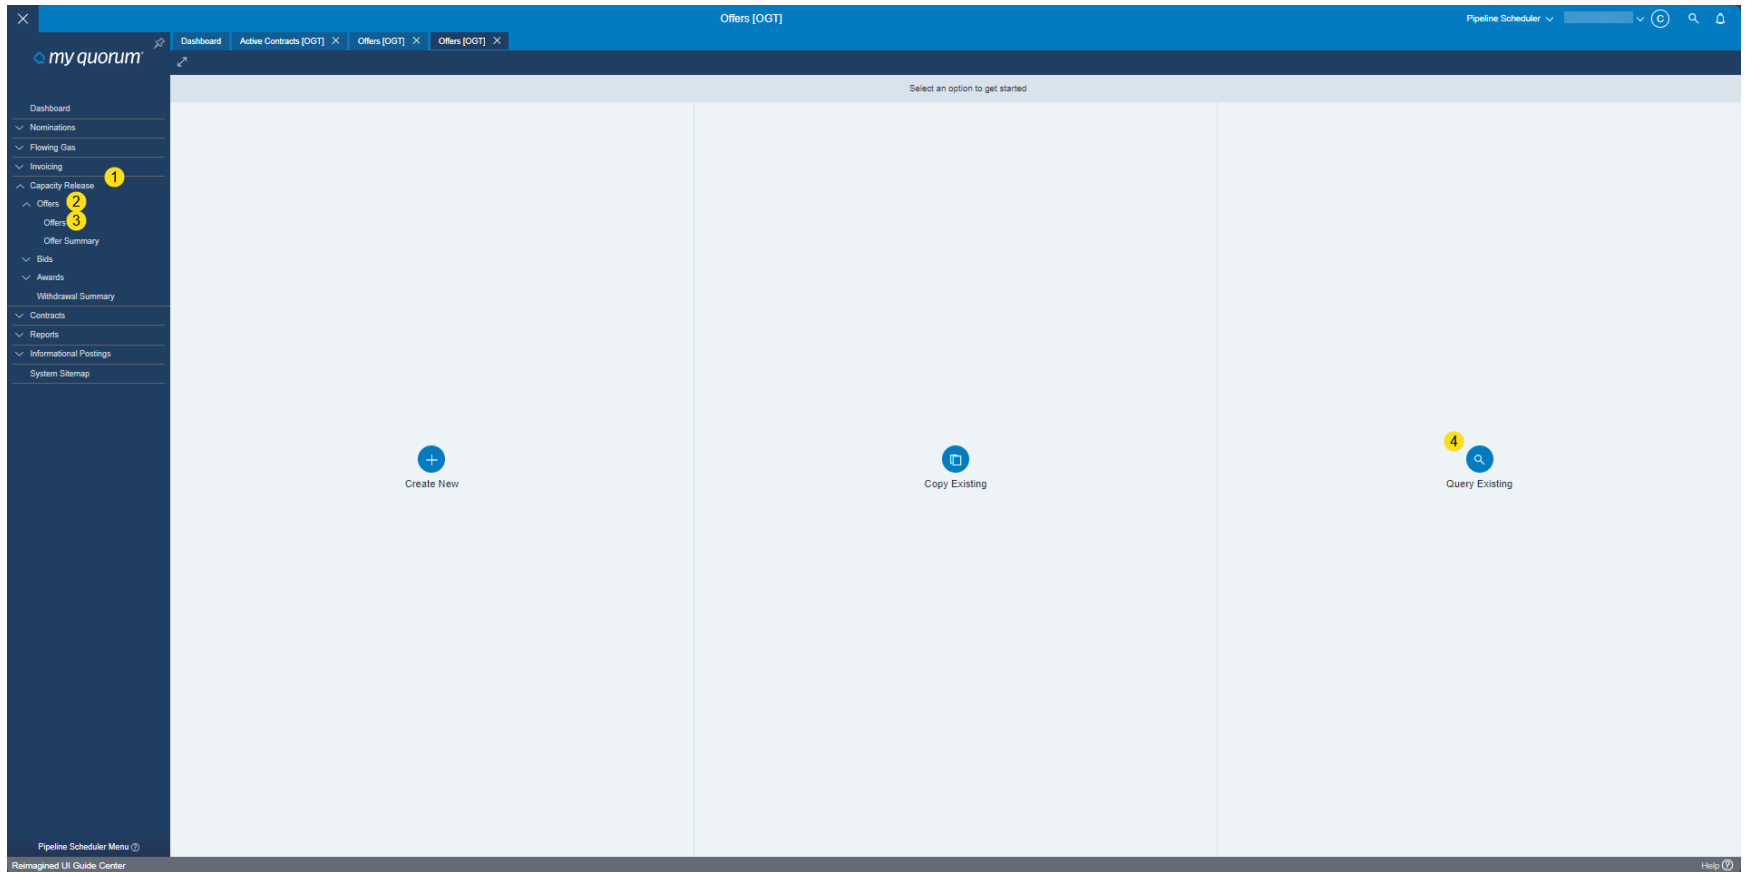 Offers [OGT]
Pipeline Scheduler
C
my quorum
Dashboard
Active Contracts [OGT]
Offers [OGT]
Offers [OGT]
Select an option to get started
Dashboard
Nominations
Flowing Gas
Invoicing
1
Capacity Release
Offers 2
Offers 3
Offer Summary
Bids
Awards
Withdrawal Summary
Contracts
Reports
Informational Postings
System Sitemap
4
Create New
Copy Existing
Query Existing
Pipeline Scheduler Menu ?
Reimagined UI Guide Center
Help ?